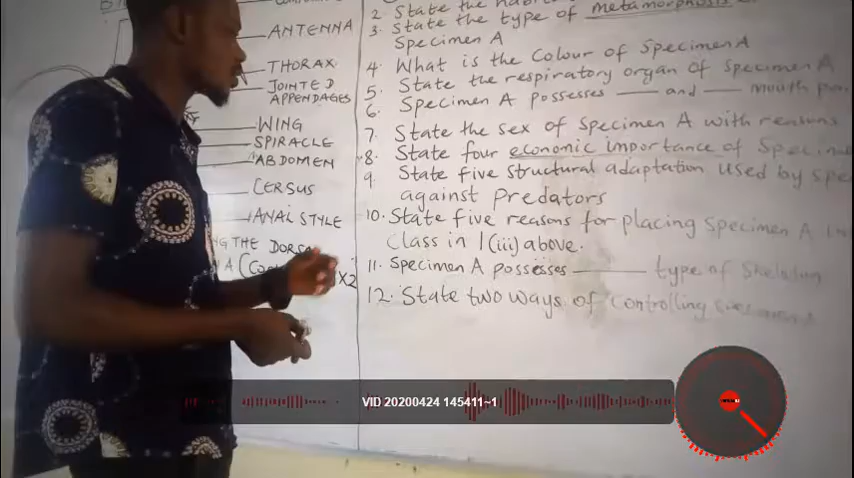 ANTENNA
THORAX
JOINTED
APPENDAGES
WING
SPIRACLE
ABDOMEN
CERSUS
ANAL STYLE
THE DORSA
A (
X2
2. State the
3. State the type of metamorphosis
Specimen A
4. What is the Colour of Specimen A
5. State the respiratory organ of Specimen A
6. Specimen A Possesses ____ and ____ mouth
7. State the sex of Specimen A with reasons
8. State four economic importance of
9. State five structural adaptation used by
against Predators
10. State five reasons for placing Specimen A
Class in 1(iii) above.
11. Specimen A possesses ____ type of Skeleton
12. State two ways of Controlling
VID 20200424 145411~1